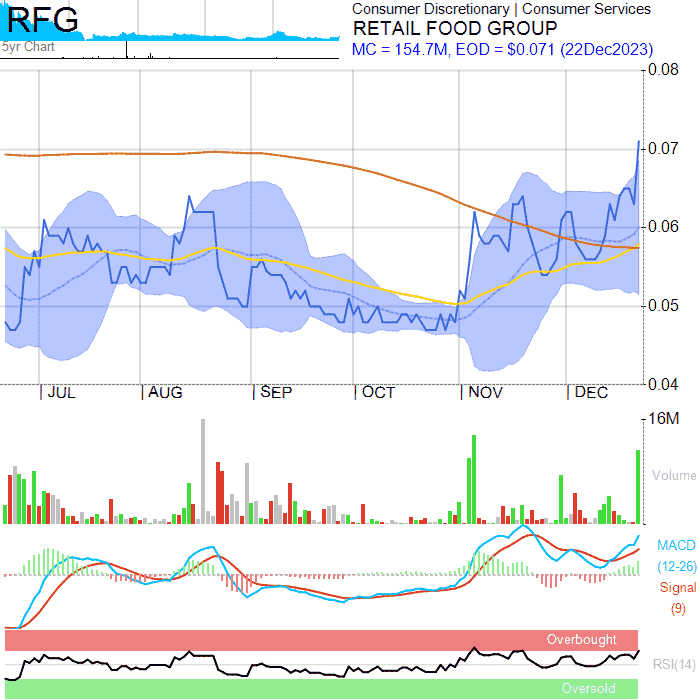 RFG
5yr Chart
Consumer Discretionary | Consumer Services
RETAIL FOOD GROUP
MC = 154.7M, EOD = $0.071 (22Dec2023)
0.08
0.07
0.06
0.05
0.04
| JUL | AUG | SEP | OCT | NOV | DEC
16M
Volume
MACD
(12-26)
Signal
(9)
Overbought
RSI(14)
Oversold